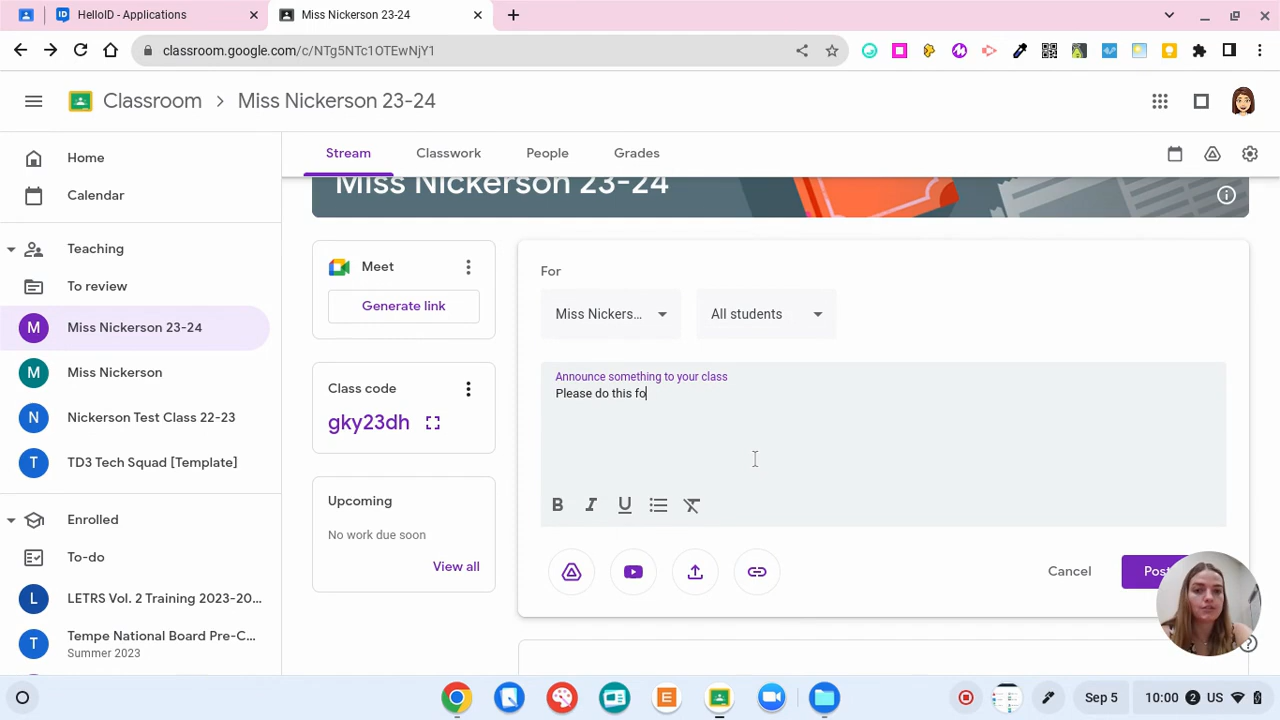 HelloID - Applications
Miss Nickerson 23-24
classroom.google.com/c/NTg5NTc1OTEwNjY1
Classroom > Miss Nickerson 23-24
Home
Calendar
Teaching
To review
M Miss Nickerson 23-24
M Miss Nickerson
N Nickerson Test Class 22-23
T TD3 Tech Squad [Template]
Enrolled
To-do
L LETRS Vol. 2 Training 2023-20...
T Tempe National Board Pre-C...
Summer 2023
Stream Classwork People Grades
Miss Nickerson 23-24
Meet
Generate link
Class code
gky23dh
Upcoming
No work due soon
View all
For
Miss Nickers... All students
Announce something to your class
Please do this fo
B I U
Cancel Post
Sep 5 10:00 2 US